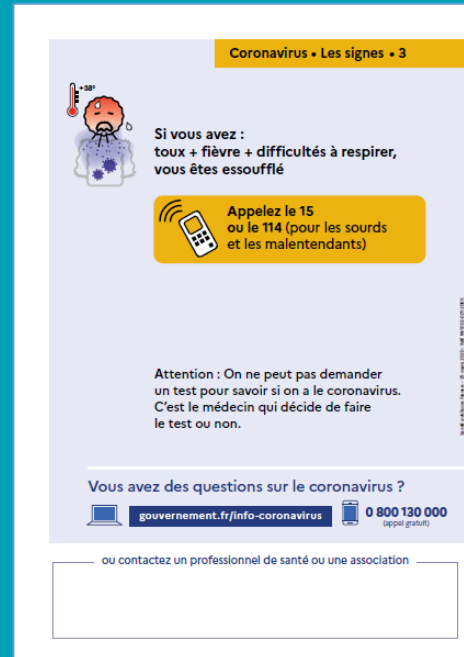 Coronavirus • Les signes • 3
+38°
Si vous avez :
toux + fièvre + difficultés à respirer,
vous êtes essoufflé
Appelez le 15
ou le 114 (pour les sourds
et les malentendants)
Attention : On ne peut pas demander
un test pour savoir si on a le coronavirus.
C’est le médecin qui décide de faire
le test ou non.
Vous avez des questions sur le coronavirus ?
gouvernement.fr/info-coronavirus
0 800 130 000
(appel gratuit)
ou contactez un professionnel de santé ou une association